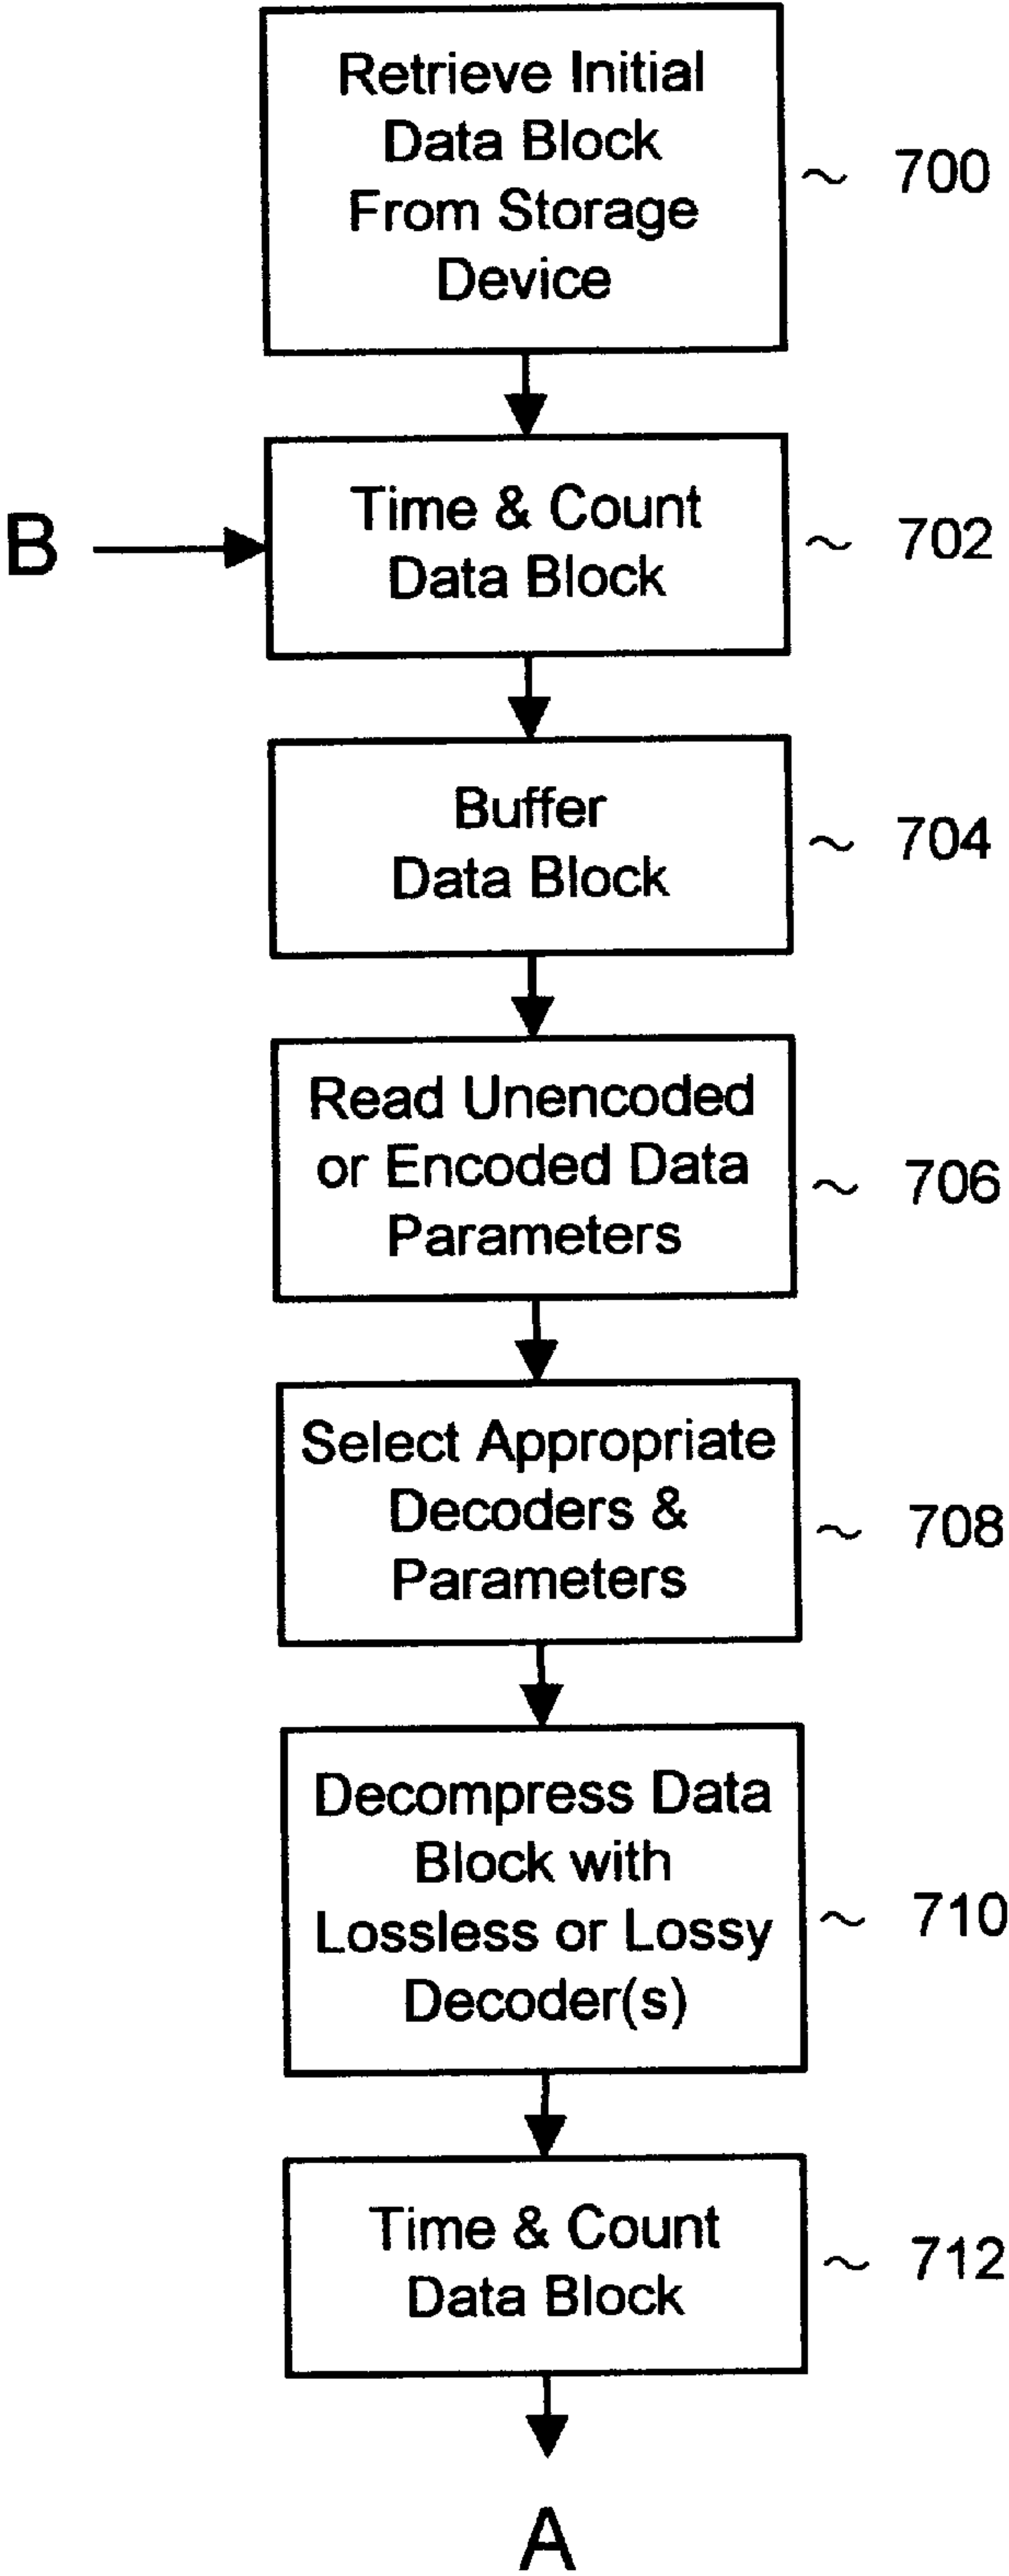 Retrieve Initial
Data Block
From Storage
Device
700
B
Time & Count
Data Block
702
Buffer
Data Block
704
Read Unencoded
or Encoded Data
Parameters
706
Select Appropriate
Decoders &
Parameters
708
Decompress Data
Block with
Lossless or Lossy
Decoder(s)
710
Time & Count
Data Block
712
A